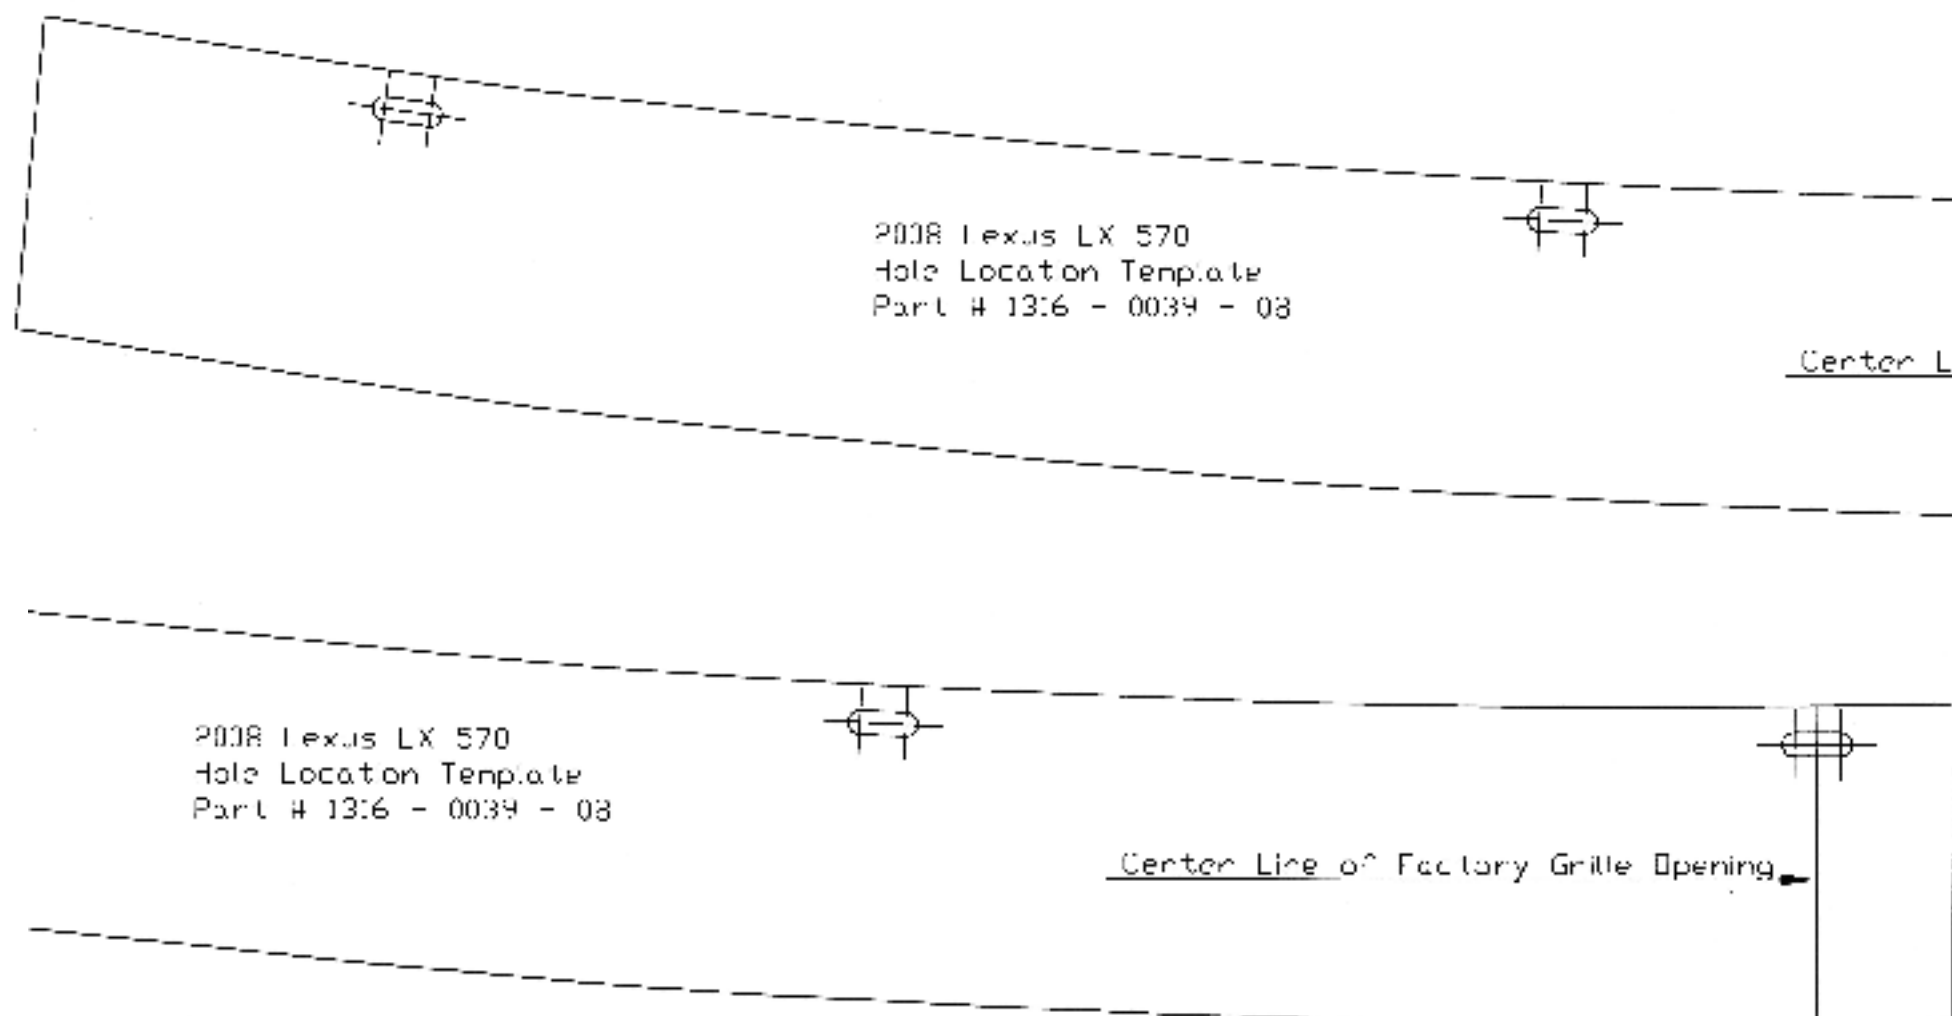 2008 Lexus LX 570
Hole Location Template
Part # 1316 - 0039 - 08
Center L
2008 Lexus LX 570
Hole Location Template
Part # 1316 - 0039 - 08
Center Line of Factory Grille Opening